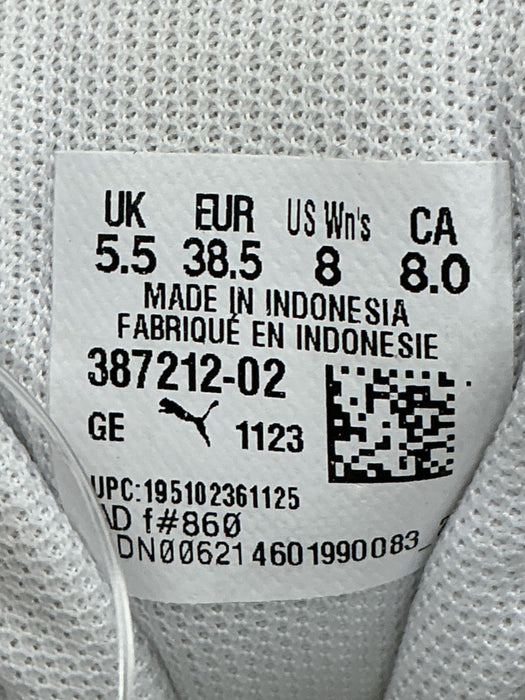 UK EUR US Wn's CA
5.5 38.5 8 8.0
MADE IN INDONESIA
FABRIQUÉ EN INDONESIE
387212-02
GE 1123
UPC:195102361125
AD f#860
DN00621 4601990083_